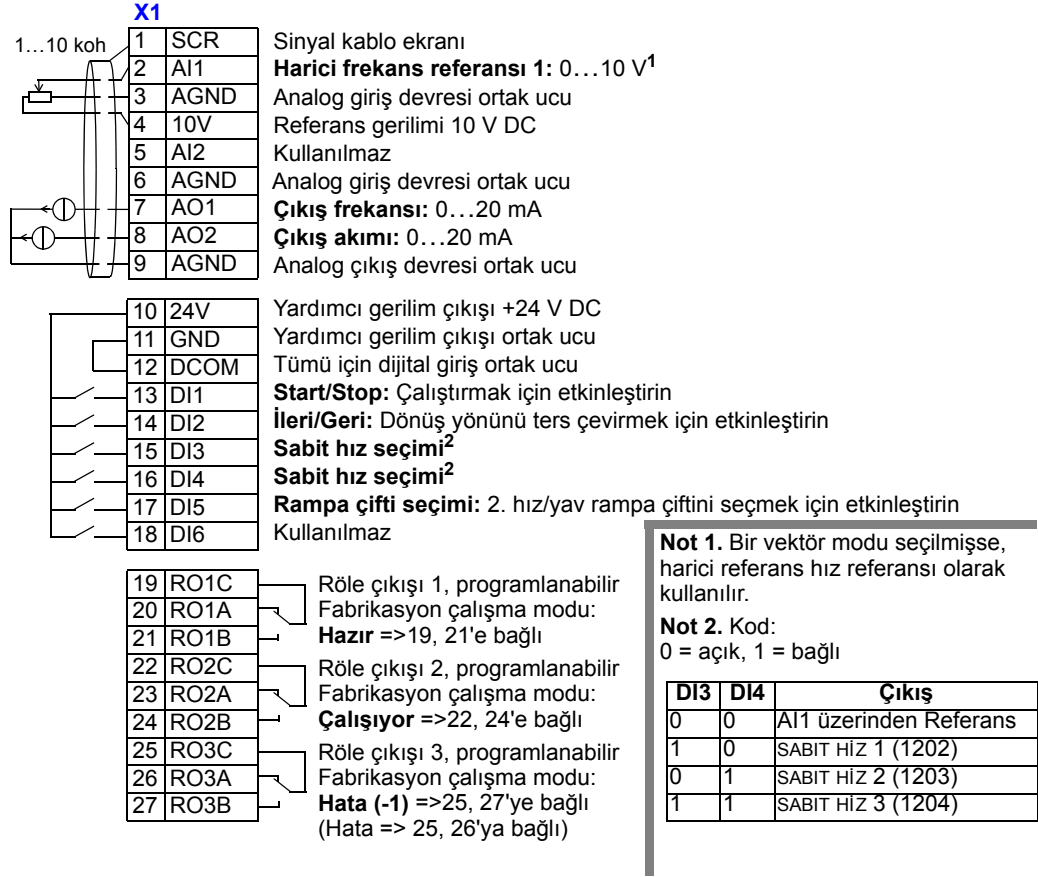 X1
1…10 koh
1 SCR Sinyal kablo ekranı
2 AI1 Harici frekans referansı 1: 0…10 V1
3 AGND Analog giriş devresi ortak ucu
4 10V Referans gerilimi 10 V DC
5 AI2 Kullanılmaz
6 AGND Analog giriş devresi ortak ucu
7 AO1 Çıkış frekansı: 0…20 mA
8 AO2 Çıkış akımı: 0…20 mA
9 AGND Analog çıkış devresi ortak ucu
10 24V Yardımcı gerilim çıkışı +24 V DC
11 GND Yardımcı gerilim çıkışı ortak ucu
12 DCOM Tümü için dijital giriş ortak ucu
13 DI1 Start/Stop: Çalıştırmak için etkinleştirin
14 DI2 İleri/Geri: Dönüş yönünü ters çevirmek için etkinleştirin
15 DI3 Sabit hız seçimi2
16 DI4 Sabit hız seçimi2
17 DI5 Rampa çifti seçimi: 2. hız/yav rampa çiftini seçmek için etkinleştirin
18 DI6 Kullanılmaz
19 RO1C Röle çıkışı 1, programlanabilir
20 RO1A Fabrikasyon çalışma modu:
21 RO1B Hazır =>19, 21'e bağlı
22 RO2C Röle çıkışı 2, programlanabilir
23 RO2A Fabrikasyon çalışma modu:
24 RO2B Çalışıyor =>22, 24'e bağlı
25 RO3C Röle çıkışı 3, programlanabilir
26 RO3A Fabrikasyon çalışma modu:
27 RO3B Hata (-1) =>25, 27'ye bağlı
(Hata => 25, 26'ya bağlı)
Not 1. Bir vektör modu seçilmişse,
harici referans hız referansı olarak
kullanılır.
Not 2. Kod:
0 = açık, 1 = bağlı
DI3 DI4 Çıkış
0 0 AI1 üzerinden Referans
1 0 SABIT HİZ 1 (1202)
0 1 SABIT HİZ 2 (1203)
1 1 SABIT HİZ 3 (1204)